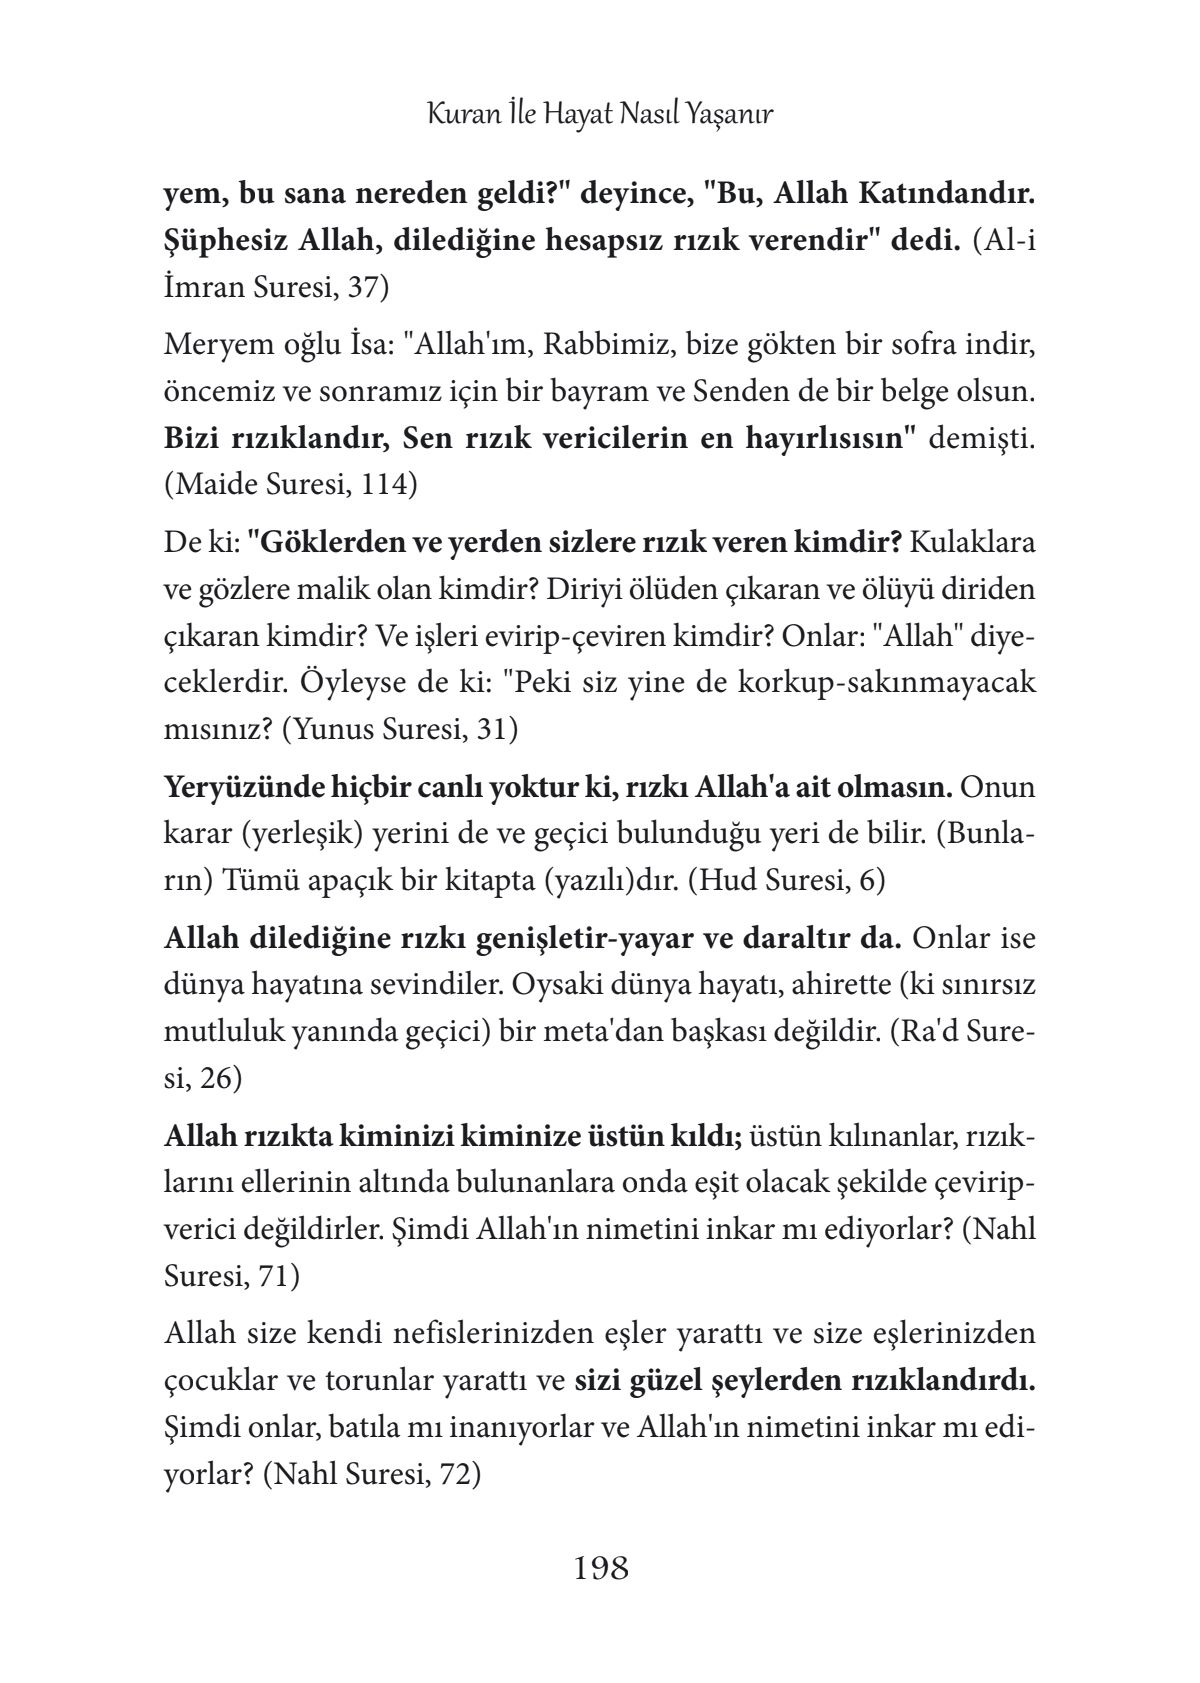 Kuran İle Hayat Nasıl Yaşanır
yem, bu sana nereden geldi?" deyince, "Bu, Allah Katındandır.
Şüphesiz Allah, dilediğine hesapsız rızık verendir" dedi. (Al-i
İmran Suresi, 37)
Meryem oğlu İsa: "Allah'ım, Rabbimiz, bize gökten bir sofra indir,
öncemiz ve sonramız için bir bayram ve Senden de bir belge olsun.
Bizi rızıklandır, Sen rızık vericilerin en hayırlısısın" demişti.
(Maide Suresi, 114)
De ki: "Göklerden ve yerden sizlere rızık veren kimdir? Kulaklara
ve gözlere malik olan kimdir? Diriyi ölüden çıkaran ve ölüyü diriden
çıkaran kimdir? Ve işleri evirip-çeviren kimdir? Onlar: "Allah" diye-
ceklerdir. Öyleyse de ki: "Peki siz yine de korkup-sakınmayacak
mısınız? (Yunus Suresi, 31)
Yeryüzünde hiçbir canlı yoktur ki, rızkı Allah'a ait olmasın. Onun
karar (yerleşik) yerini de ve geçici bulunduğu yeri de bilir. (Bunla-
rın) Tümü apaçık bir kitapta (yazılı)dır. (Hud Suresi, 6)
Allah dilediğine rızkı genişletir-yayar ve daraltır da. Onlar ise
dünya hayatına sevindiler. Oysaki dünya hayatı, ahirette (ki sınırsız
mutluluk yanında geçici) bir meta'dan başkası değildir. (Ra'd Sure-
si, 26)
Allah rızıkta kiminizi kiminize üstün kıldı; üstün kılınanlar, rızık-
larını ellerinin altında bulunanlara onda eşit olacak şekilde çevirip-
verici değildirler. Şimdi Allah'ın nimetini inkar mı ediyorlar? (Nahl
Suresi, 71)
Allah size kendi nefislerinizden eşler yarattı ve size eşlerinizden
çocuklar ve torunlar yarattı ve sizi güzel şeylerden rızıklandırdı.
Şimdi onlar, batıla mı inanıyorlar ve Allah'ın nimetini inkar mı edi-
yorlar? (Nahl Suresi, 72)
198